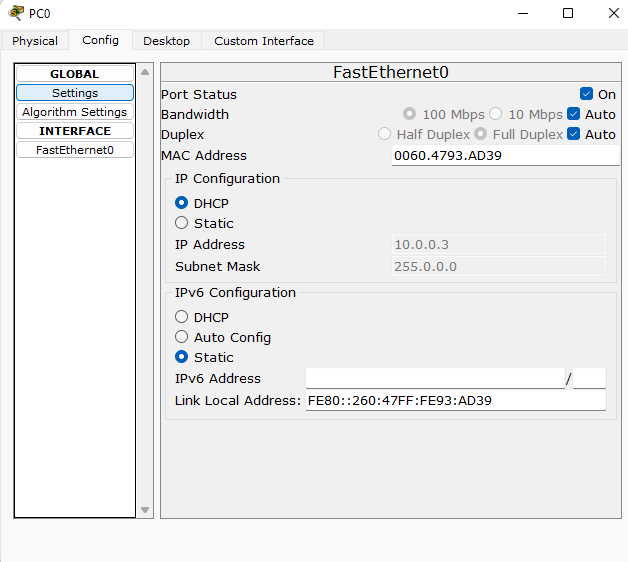 PC0
Physical Config Desktop Custom Interface
GLOBAL
Settings
Algorithm Settings
INTERFACE
FastEthernet0
FastEthernet0
Port Status On
Bandwidth 100 Mbps 10 Mbps Auto
Duplex Half Duplex Full Duplex Auto
MAC Address 0060.4793.AD39
IP Configuration
DHCP
Static
IP Address 10.0.0.3
Subnet Mask 255.0.0.0
IPv6 Configuration
DHCP
Auto Config
Static
IPv6 Address /
Link Local Address: FE80::260:47FF:FE93:AD39